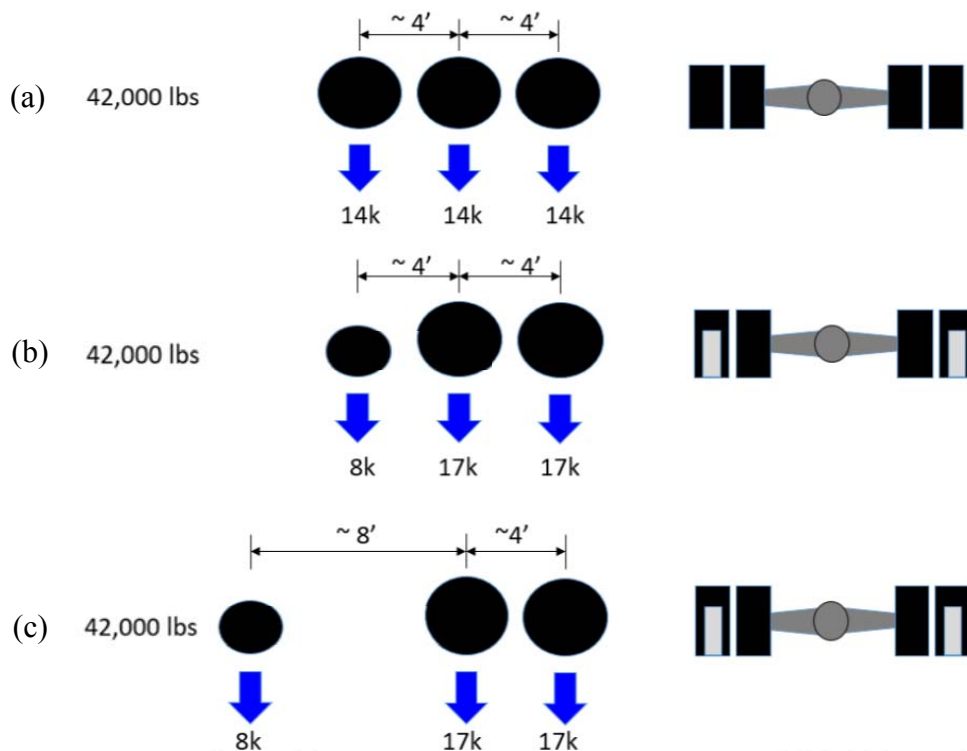 ~ 4’ ~ 4’
(a) 42,000 lbs
14k 14k 14k
~ 4’ ~ 4’
(b) 42,000 lbs
8k 17k 17k
~ 8’ ~4’
(c) 42,000 lbs
8k 17k 17k